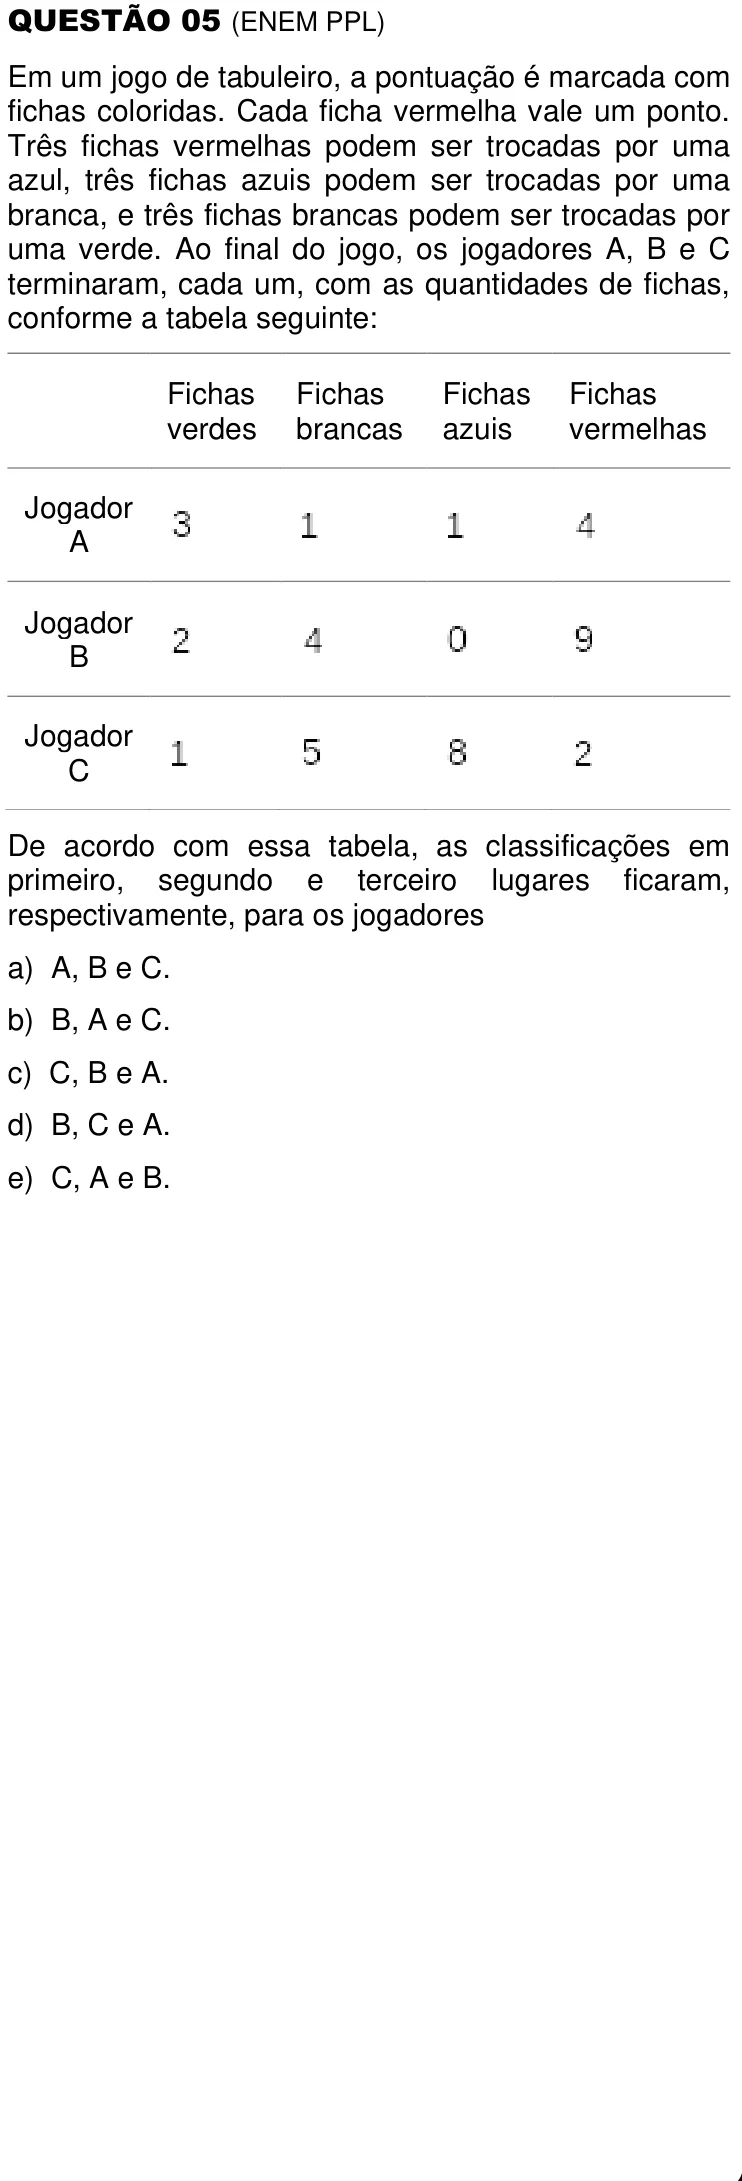 QUESTÃO 05 (ENEM PPL)
Em um jogo de tabuleiro, a pontuação é marcada com
fichas coloridas. Cada ficha vermelha vale um ponto.
Três fichas vermelhas podem ser trocadas por uma
azul, três fichas azuis podem ser trocadas por uma
branca, e três fichas brancas podem ser trocadas por
uma verde. Ao final do jogo, os jogadores A, B e C
terminaram, cada um, com as quantidades de fichas,
conforme a tabela seguinte:
Fichas verdes Fichas brancas Fichas azuis Fichas vermelhas
Jogador A 3 1 1 4
Jogador B 2 4 0 9
Jogador C 1 5 8 2
De acordo com essa tabela, as classificações em
primeiro, segundo e terceiro lugares ficaram,
respectivamente, para os jogadores
a) A, B e C.
b) B, A e C.
c) C, B e A.
d) B, C e A.
e) C, A e B.